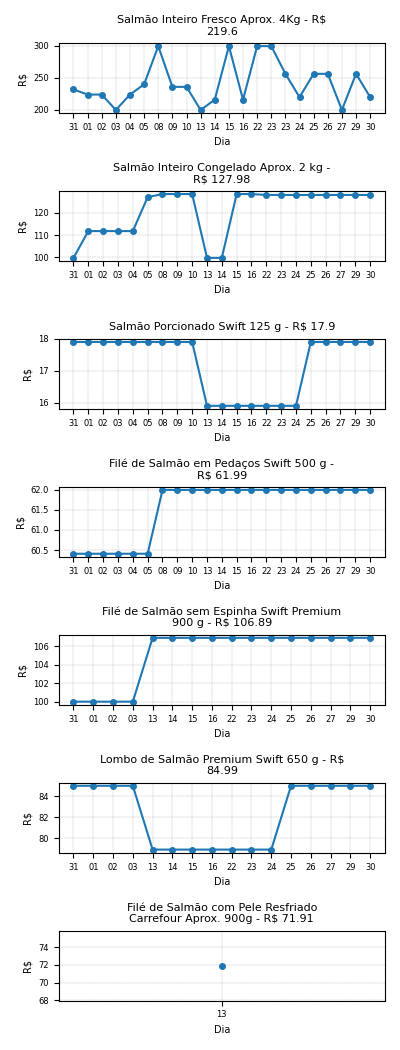 Salmão Inteiro Fresco Aprox. 4Kg - R$
219.6
300
250
200
R$
31 01 02 03 04 05 08 09 10 13 14 15 16 22 23 23 24 25 26 27 29 30
Dia
Salmão Inteiro Congelado Aprox. 2 kg -
R$ 127.98
120
110
100
R$
31 01 02 03 04 05 08 09 10 13 14 15 16 22 23 24 25 26 27 29 30
Dia
Salmão Porcionado Swift 125 g - R$ 17.9
18
17
16
R$
31 01 02 03 04 05 08 09 10 13 14 15 16 22 23 24 25 26 27 29 30
Dia
Filé de Salmão em Pedaços Swift 500 g -
R$ 61.99
62.0
61.5
61.0
60.5
R$
31 01 02 03 04 05 08 09 10 13 14 15 16 22 23 24 25 26 27 29 30
Dia
Filé de Salmão sem Espinha Swift Premium
900 g - R$ 106.89
106
104
102
100
R$
31 01 02 03 13 14 15 16 22 23 24 25 26 27 29 30
Dia
Lombo de Salmão Premium Swift 650 g - R$
84.99
84
82
80
R$
31 01 02 03 13 14 15 16 22 23 24 25 26 27 29 30
Dia
Filé de Salmão com Pele Resfriado
Carrefour Aprox. 900g - R$ 71.91
74
72
70
68
R$
13
Dia